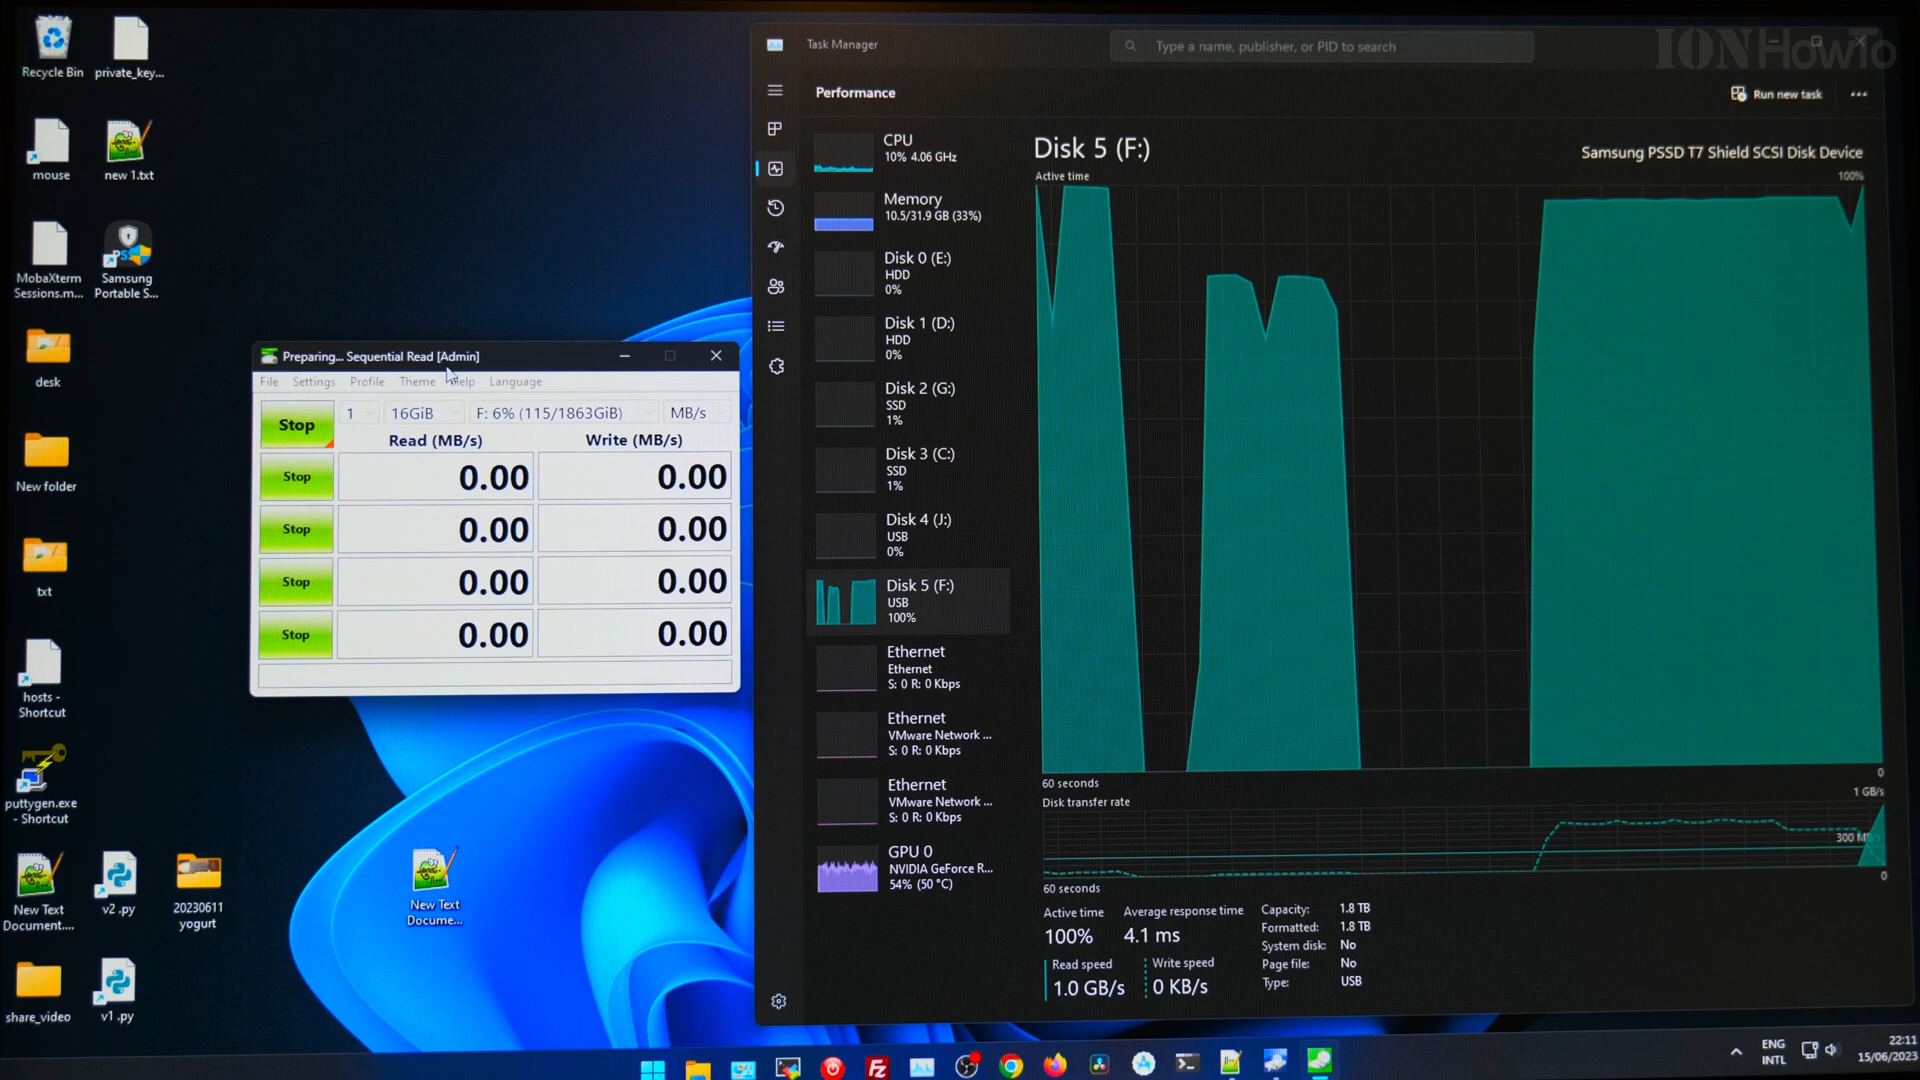 Recycle Bin
private_key...
mouse
new 1.txt
MobaXterm
Sessions.m...
Samsung
Portable S...
desk
New folder
txt
hosts -
Shortcut
puttygen.exe
- Shortcut
New Text
Document....
v2 .py
20230611
yogurt
share_video
v1 .py
New Text
Docume...
Preparing... Sequential Read [Admin]
File Settings Profile Theme Help Language
Stop 1 16GiB F: 6% (115/1863GiB) MB/s
Read (MB/s) Write (MB/s)
Stop 0.00 0.00
Stop 0.00 0.00
Stop 0.00 0.00
Stop 0.00 0.00
Task Manager
Type a name, publisher, or PID to search
IONHowTo
Performance
Run new task
CPU
10% 4.06 GHz
Memory
10.5/31.9 GB (33%)
Disk 0 (E:)
HDD
0%
Disk 1 (D:)
HDD
0%
Disk 2 (G:)
SSD
1%
Disk 3 (C:)
SSD
1%
Disk 4 (J:)
USB
0%
Disk 5 (F:)
USB
100%
Ethernet
Ethernet
S: 0 R: 0 Kbps
Ethernet
VMware Network ...
S: 0 R: 0 Kbps
Ethernet
VMware Network ...
S: 0 R: 0 Kbps
GPU 0
NVIDIA GeForce R...
54% (50 °C)
Disk 5 (F:)
Samsung PSSD T7 Shield SCSI Disk Device
Active time 100%
60 seconds 0
Disk transfer rate 1 GB/s
300 M
60 seconds 0
Active time
100%
Average response time
4.1 ms
Read speed
1.0 GB/s
Write speed
0 KB/s
Capacity: 1.8 TB
Formatted: 1.8 TB
System disk: No
Page file: No
Type: USB
ENG
INTL
22:11
15/06/2023